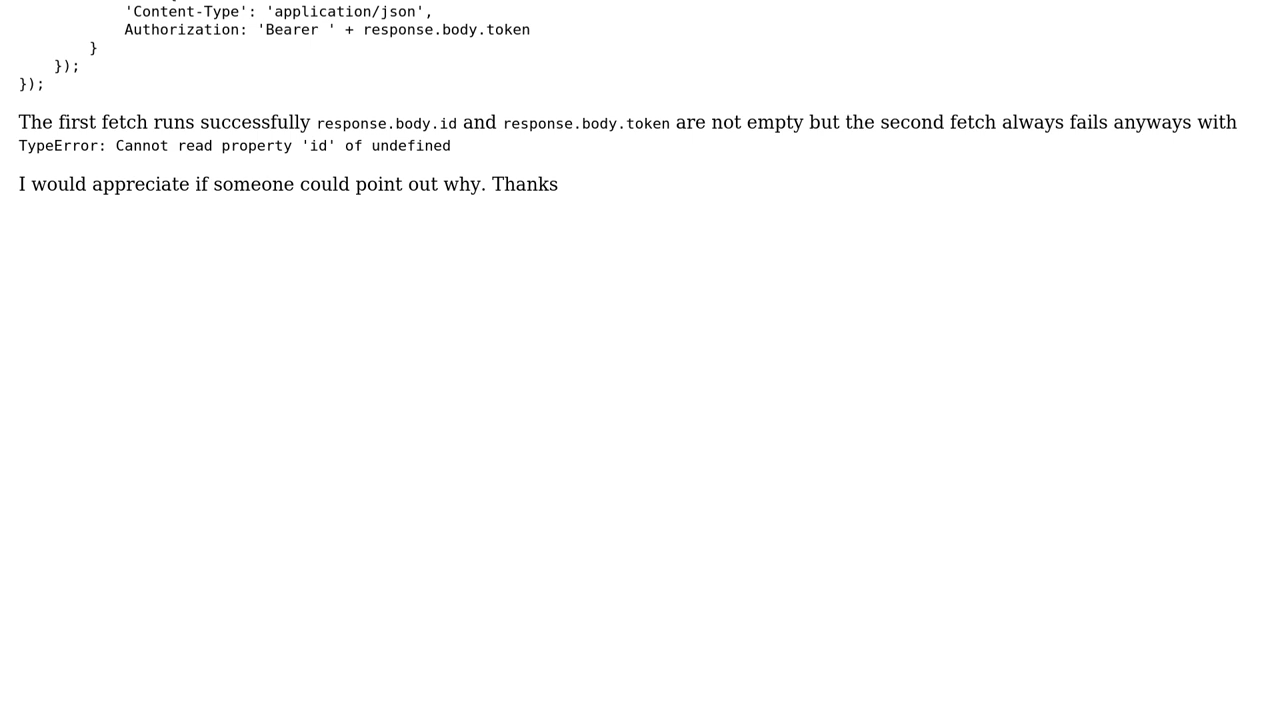 'Content-Type': 'application/json',
Authorization: 'Bearer ' + response.body.token
}
});
});
The first fetch runs successfully response.body.id and response.body.token are not empty but the second fetch always fails anyways with
TypeError: Cannot read property 'id' of undefined
I would appreciate if someone could point out why. Thanks